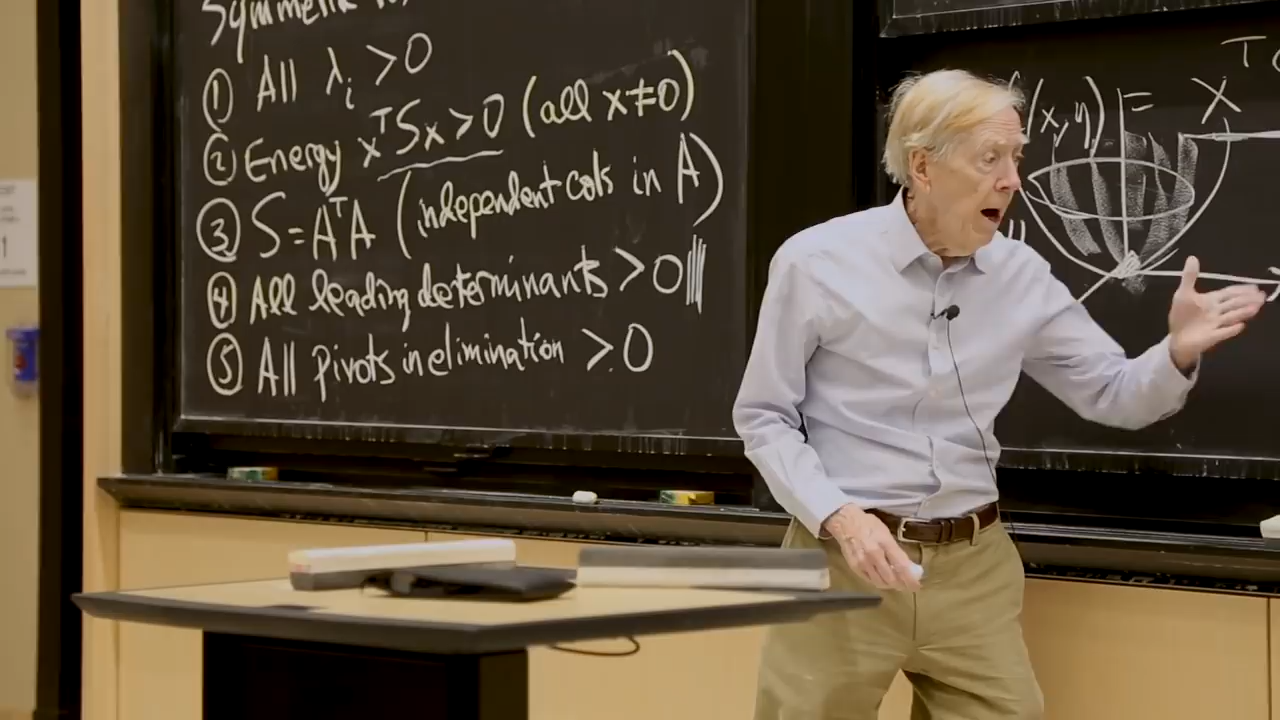 Symmetric
① All λᵢ >0
② Energy xᵀSx>0 (all x≠0)
③ S=AᵀA (independent cols in A)
④ All leading determinants >0
⑤ All pivots in elimination >0
(x,y) = xᵀ